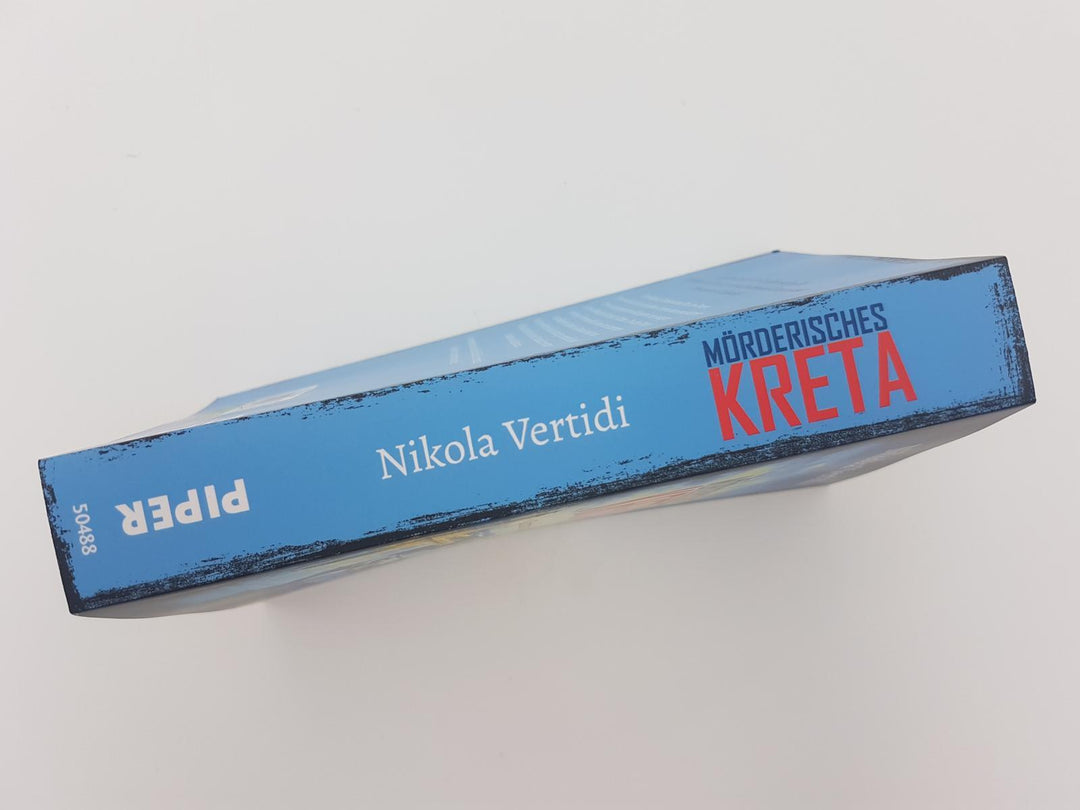 MÖRDERISCHES
KRETA
Nikola Vertidi
PIPER
50488